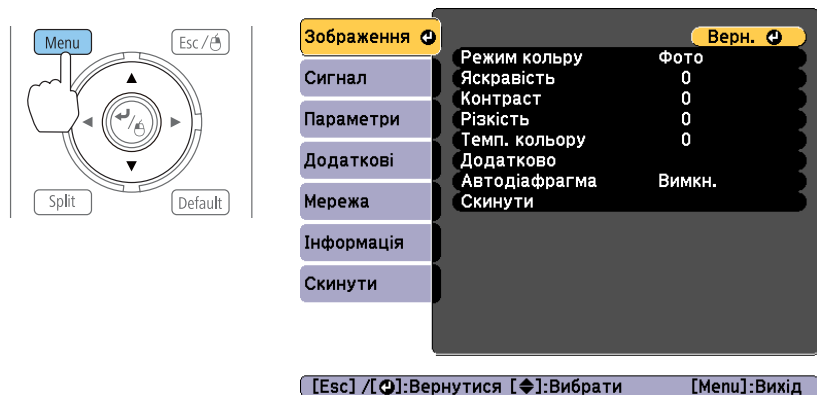 Menu
Esc/
Split
Default
Зображення
Сигнал
Параметри
Додаткові
Мережа
Інформація
Скинути
Верн.
Режим кольру Фото
Яскравість 0
Контраст 0
Різкість 0
Темп. кольору 0
Додатково
Автодіафрагма Вимкн.
Скинути
[Esc] /[]:Вернутися []:Вибрати [Menu]:Вихід